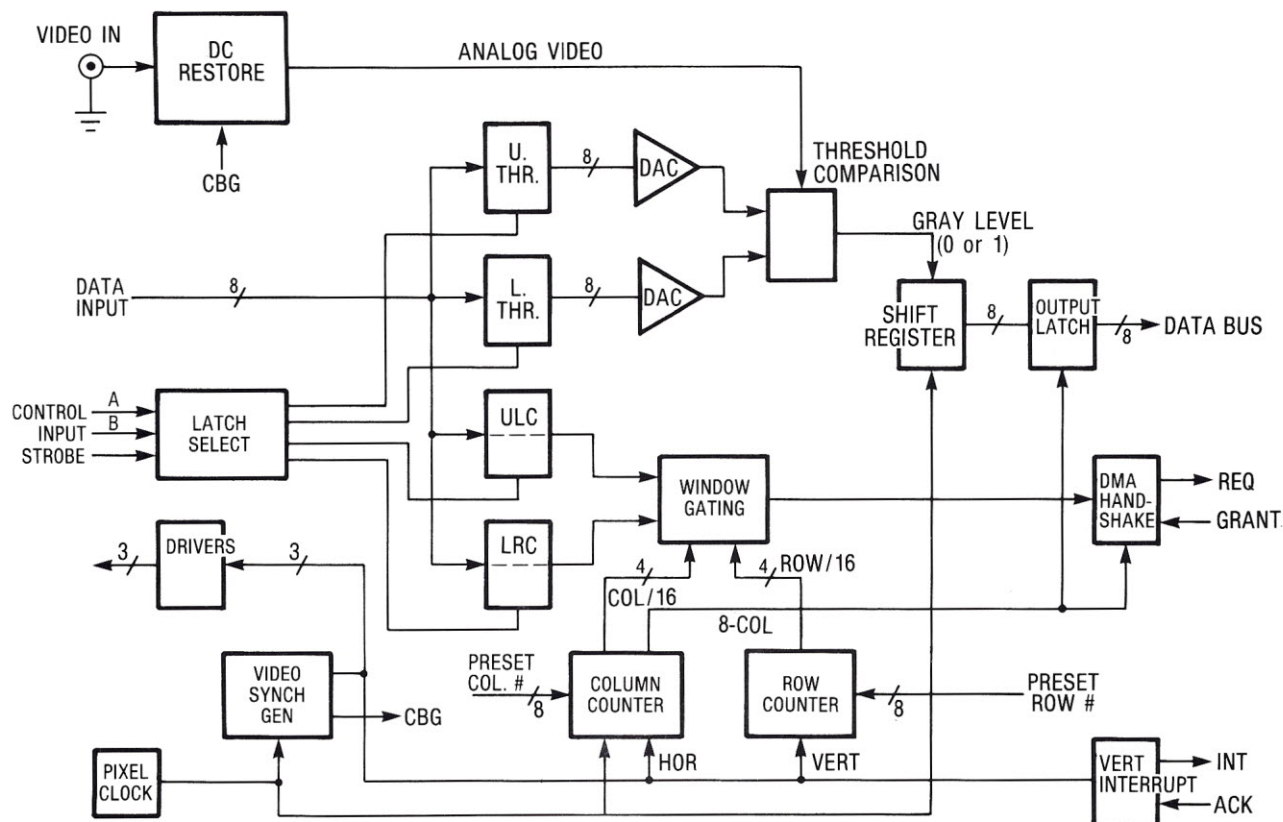 VIDEO IN
DC
RESTORE
ANALOG VIDEO
CBG
U.
THR.
8
DAC
THRESHOLD
COMPARISON
GRAY LEVEL
(0 or 1)
DATA
INPUT
8
L.
THR.
8
DAC
SHIFT
REGISTER
8
OUTPUT
LATCH
8
DATA BUS
CONTROL
INPUT
STROBE
A
B
LATCH
SELECT
ULC
WINDOW
GATING
DMA
HAND-
SHAKE
REQ
GRANT
LRC
3
DRIVERS
3
4
COL/16
4
ROW/16
8-COL
VIDEO
SYNCH
GEN
CBG
PRESET
COL. #
8
COLUMN
COUNTER
ROW
COUNTER
8
PRESET
ROW #
PIXEL
CLOCK
HOR
VERT
VERT
INTERRUPT
INT
ACK